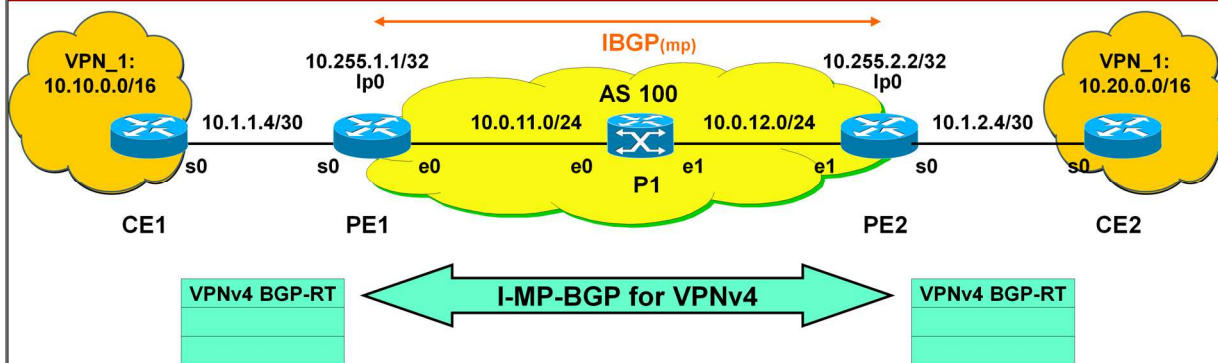 IBGP(mp)
VPN_1:
10.10.0.0/16
10.255.1.1/32
lp0
10.255.2.2/32
lp0
VPN_1:
10.20.0.0/16
AS 100
10.1.1.4/30
10.0.11.0/24
10.0.12.0/24
10.1.2.4/30
s0
s0
e0
e0
e1
e1
s0
s0
P1
CE1
PE1
PE2
CE2
VPNv4 BGP-RT
I-MP-BGP for VPNv4
VPNv4 BGP-RT